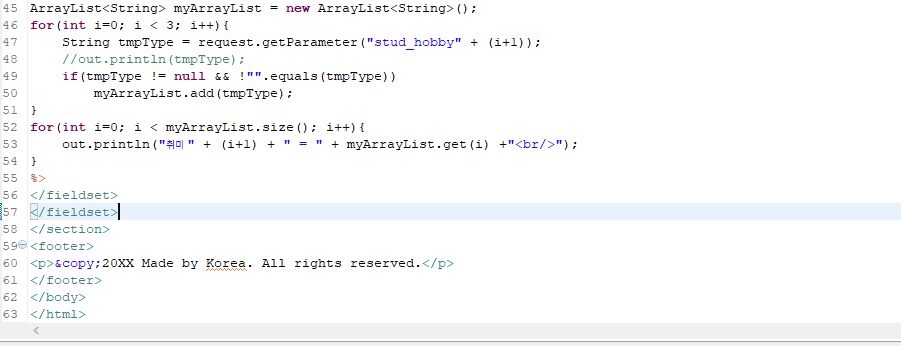 45 ArrayList<String> myArrayList = new ArrayList<String>();
46 for(int i=0; i < 3; i++){
47     String tmpType = request.getParameter("stud_hobby" + (i+1));
48     //out.println(tmpType);
49     if(tmpType != null && !"".equals(tmpType))
50         myArrayList.add(tmpType);
51 }
52 for(int i=0; i < myArrayList.size(); i++){
53     out.println("취미 " + (i+1) + " = " + myArrayList.get(i) +"<br/>");
54 }
55 %>
56 </fieldset>
57 </fieldset>
58 </section>
59 <footer>
60 <p>&copy;20XX Made by Korea. All rights reserved.</p>
61 </footer>
62 </body>
63 </html>